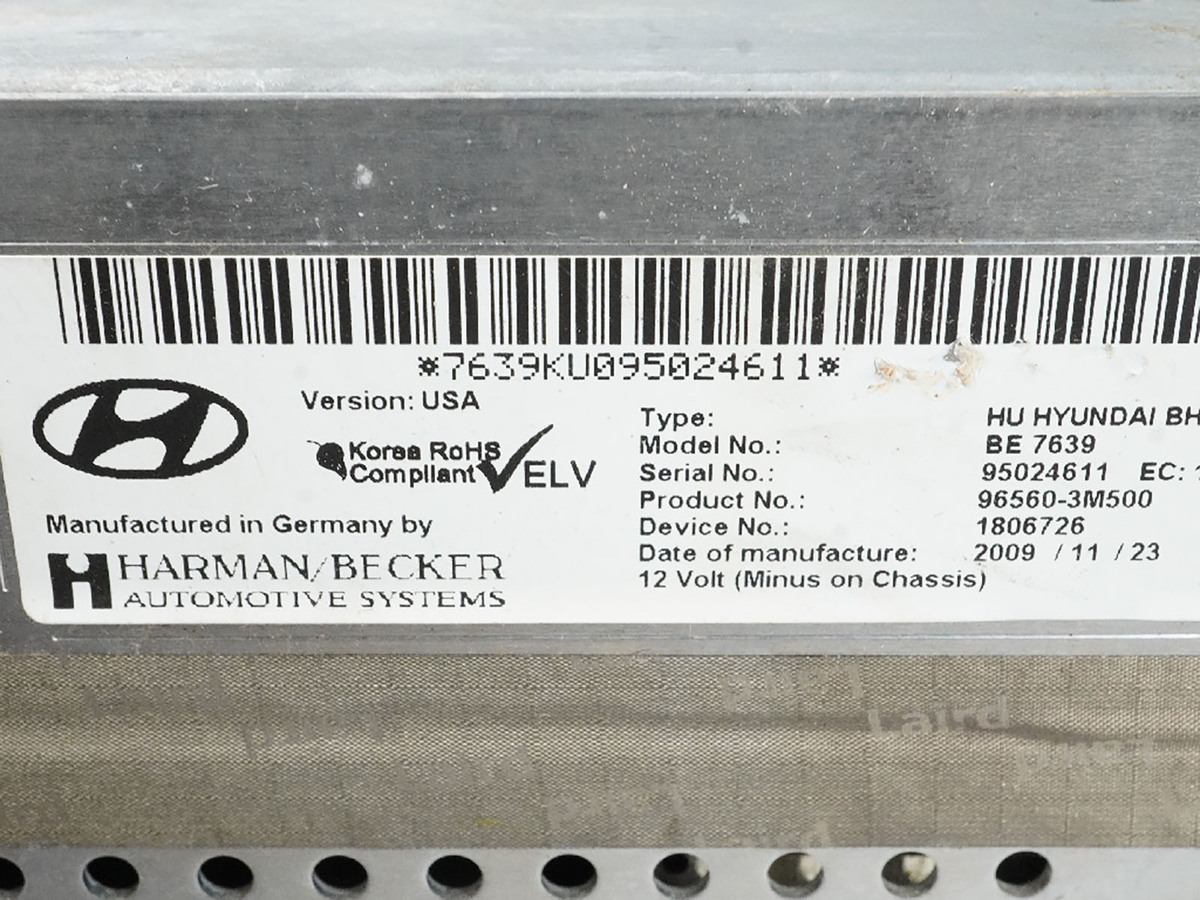 *7639KU095024611*
Version: USA
Korea RoHS
Compliant
ELV
Manufactured in Germany by
HARMAN/BECKER
AUTOMOTIVE SYSTEMS
Type: HU HYUNDAI BH
Model No.: BE 7639
Serial No.: 95024611 EC:
Product No.: 96560-3M500
Device No.: 1806726
Date of manufacture: 2009 / 11 / 23
12 Volt (Minus on Chassis)
Laird